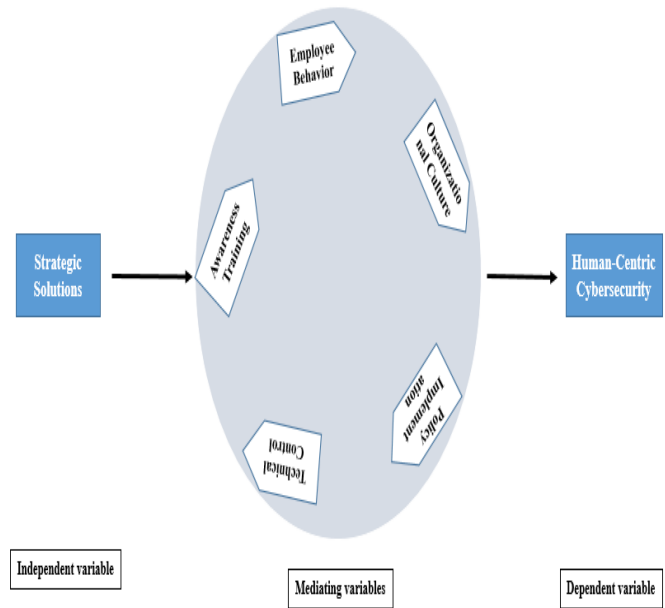 Employee
Behavior
Organizatio
nal Culture
Awareness
Training
Strategic
Solutions
Human-Centric
Cybersecurity
Policy
Implement
ation
Technical
Control
Independent variable
Mediating variables
Dependent variable